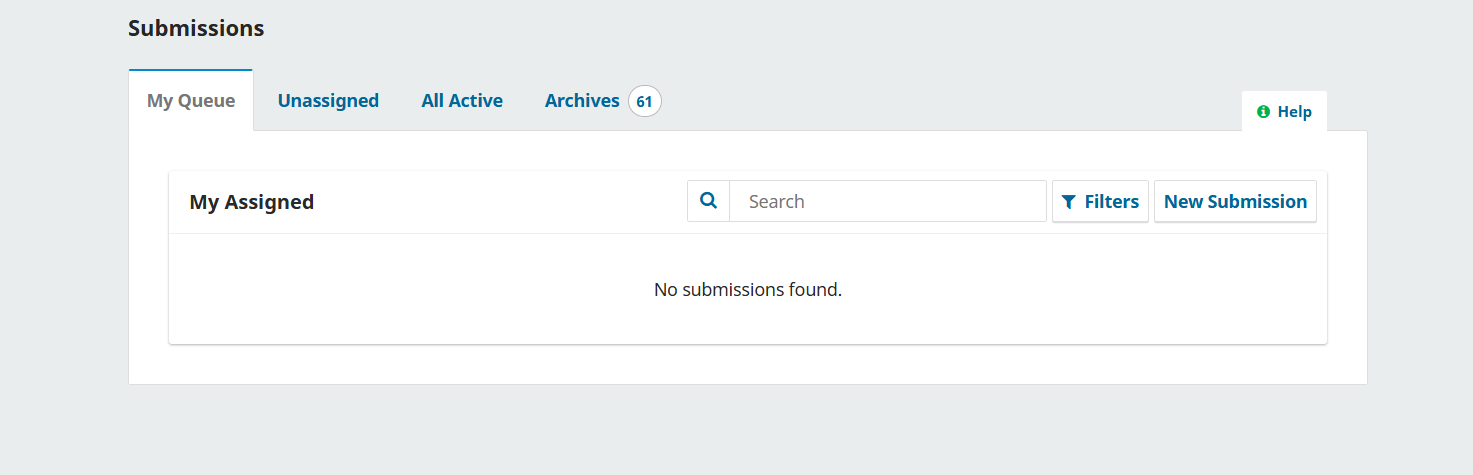 Submissions
My Queue Unassigned All Active Archives 61
Help
My Assigned Search Filters New Submission
No submissions found.